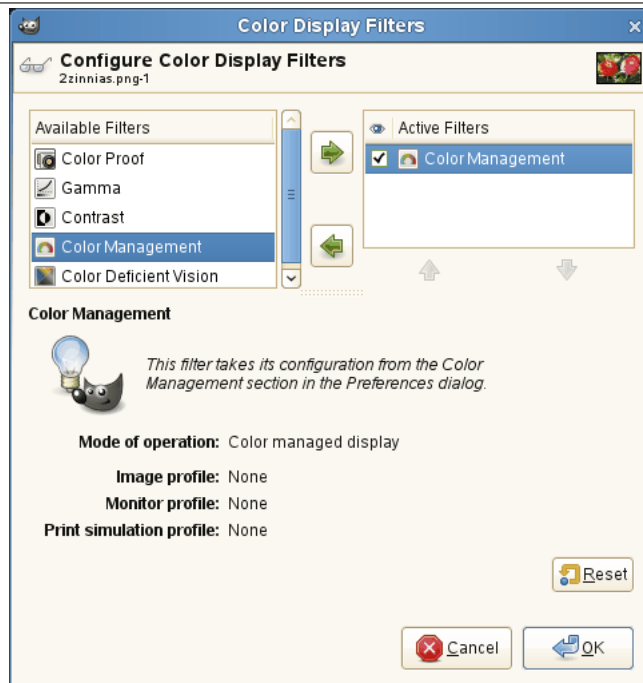 Color Display Filters
Configure Color Display Filters
2zinnias.png-1
Available Filters
Color Proof
Gamma
Contrast
Color Management
Color Deficient Vision
Active Filters
Color Management
Color Management
This filter takes its configuration from the Color
Management section in the Preferences dialog.
Mode of operation: Color managed display
Image profile: None
Monitor profile: None
Print simulation profile: None
Reset
Cancel
OK